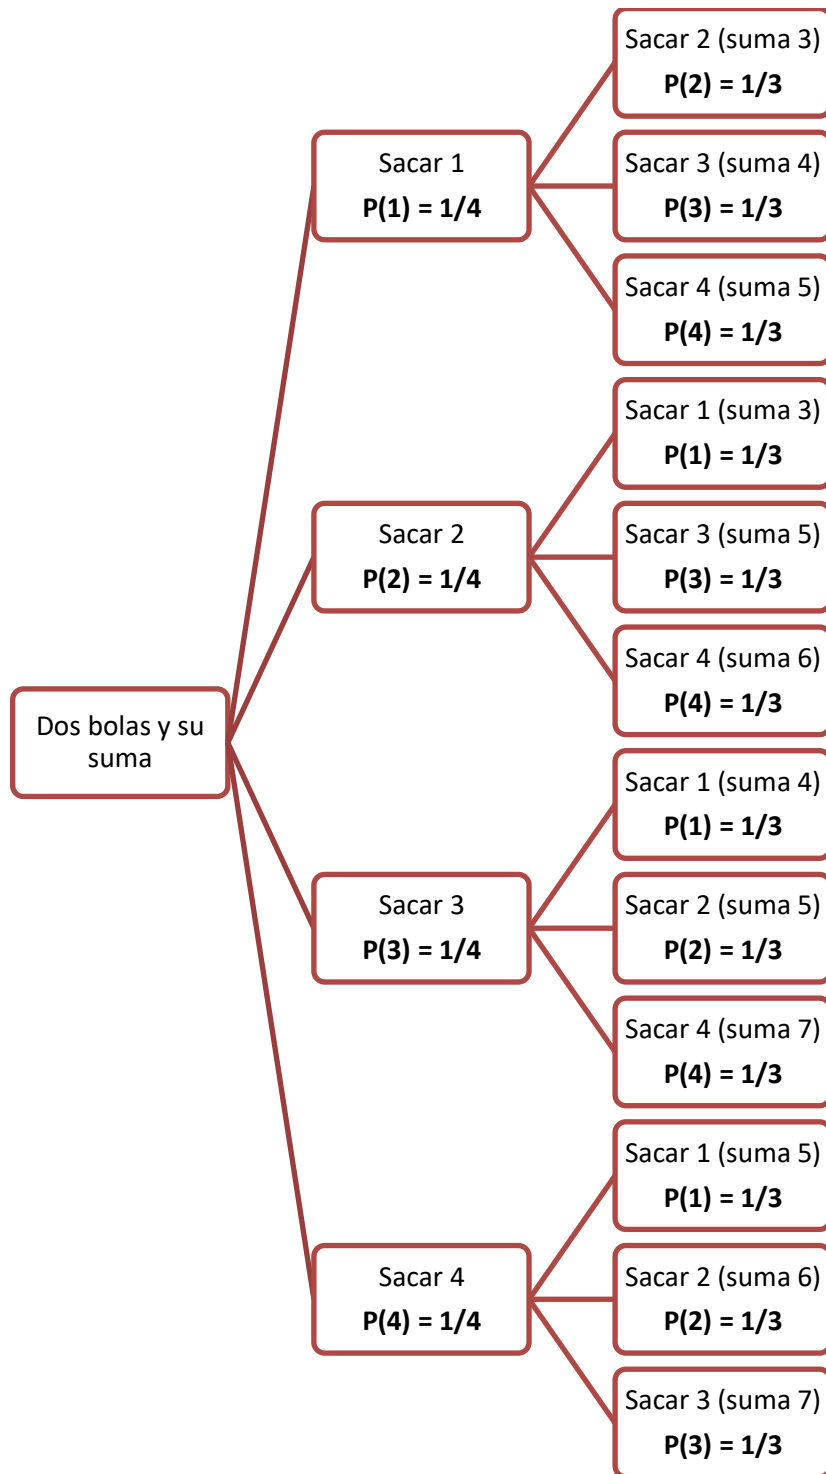 Dos bolas y su
suma
Sacar 1
P(1) = 1/4
Sacar 2 (suma 3)
P(2) = 1/3
Sacar 3 (suma 4)
P(3) = 1/3
Sacar 4 (suma 5)
P(4) = 1/3
Sacar 2
P(2) = 1/4
Sacar 1 (suma 3)
P(1) = 1/3
Sacar 3 (suma 5)
P(3) = 1/3
Sacar 4 (suma 6)
P(4) = 1/3
Sacar 3
P(3) = 1/4
Sacar 1 (suma 4)
P(1) = 1/3
Sacar 2 (suma 5)
P(2) = 1/3
Sacar 4 (suma 7)
P(4) = 1/3
Sacar 4
P(4) = 1/4
Sacar 1 (suma 5)
P(1) = 1/3
Sacar 2 (suma 6)
P(2) = 1/3
Sacar 3 (suma 7)
P(3) = 1/3